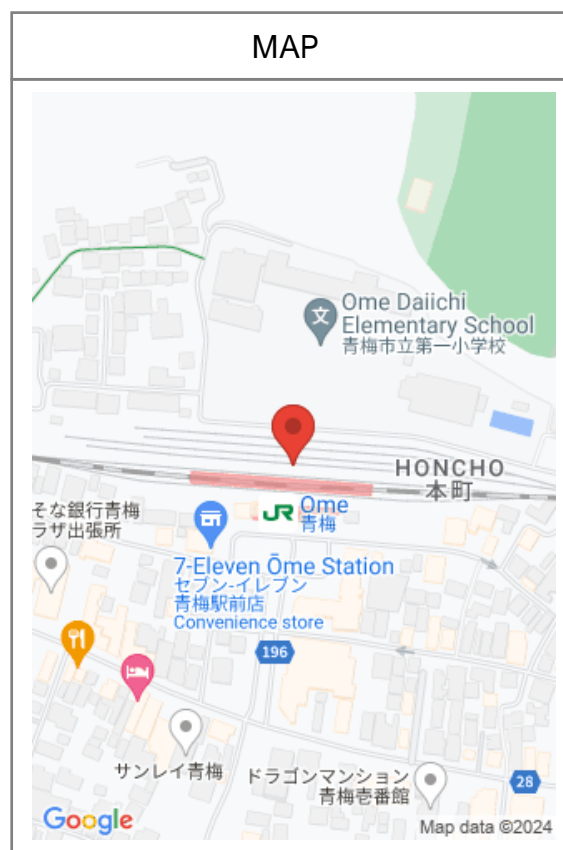 MAP
Ome Daiichi
Elementary School
青梅市立第一小学校
文
HONCHO
本町
そな銀行青梅
ラザ出張所
JR
Ome
青梅
7-Eleven Ōme Station
セブン-イレブン
青梅駅前店
Convenience store
196
サンレイ青梅
ドラゴンマンション
青梅壱番館
28
Google
Map data ©2024